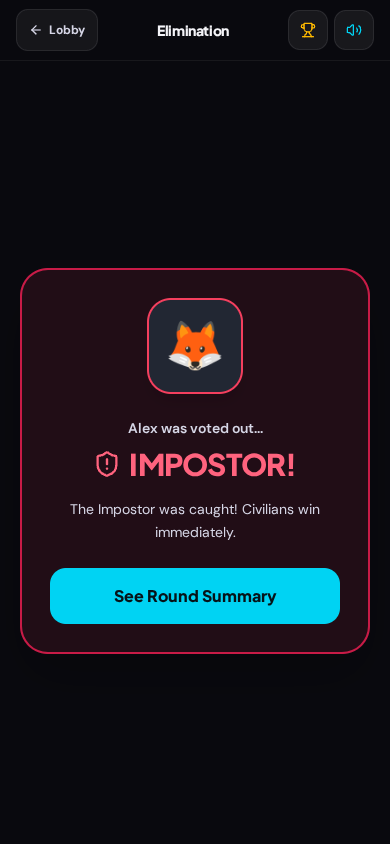 Lobby
Elimination
Alex was voted out...
IMPOSTOR!
The Impostor was caught! Civilians win
immediately.
See Round Summary